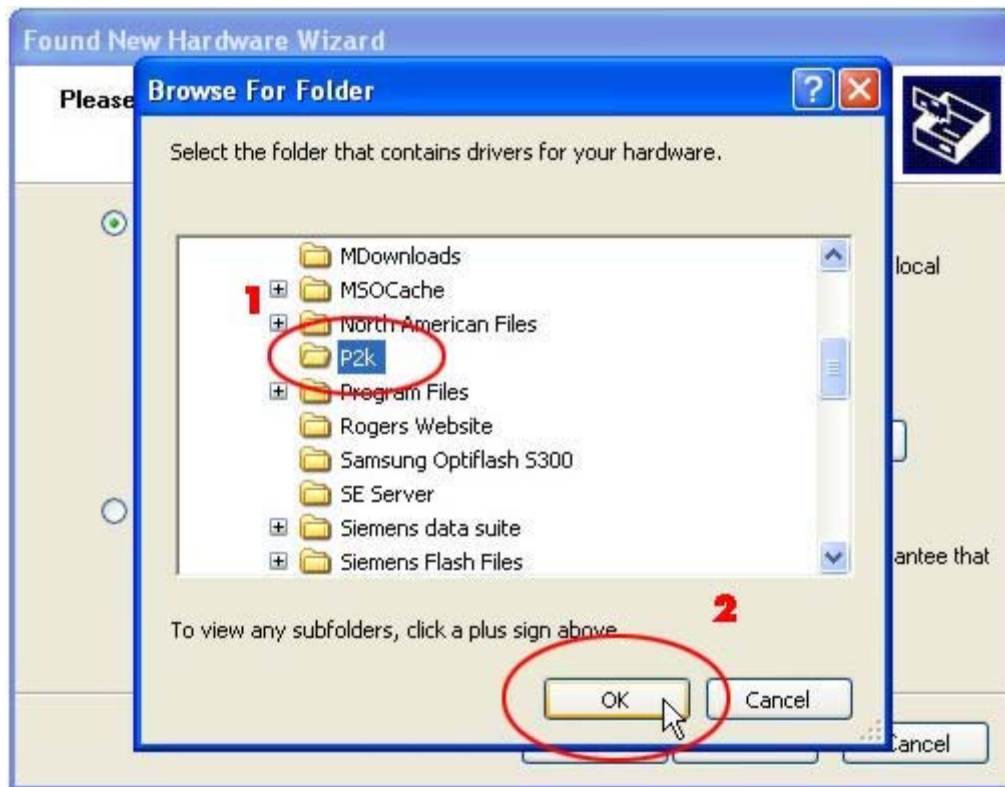 Found New Hardware Wizard
Please
Browse For Folder
Select the folder that contains drivers for your hardware.
MDownloads
local
1
MSOCache
North American Files
P2k
Program Files
Rogers Website
Samsung Optiflash S300
SE Server
Siemens data suite
Siemens Flash Files
antee that
2
To view any subfolders, click a plus sign above.
OK
Cancel
Cancel